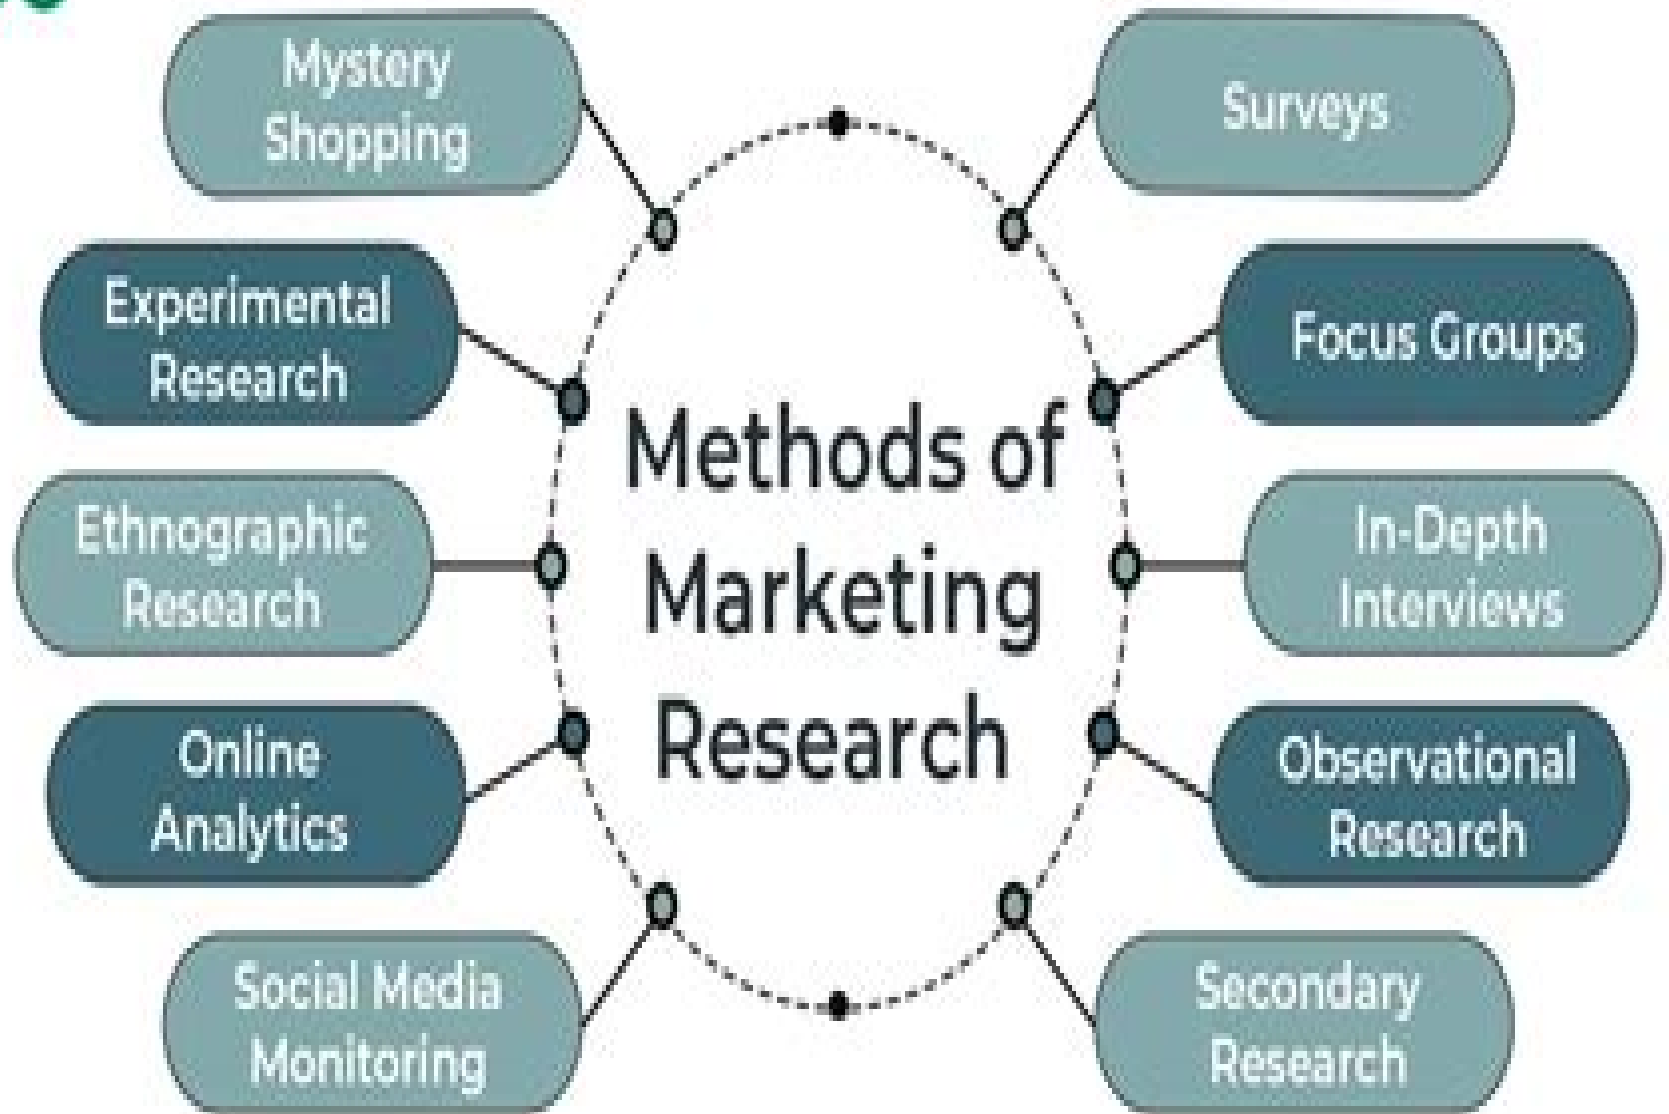 Mystery
Shopping
Surveys
Experimental
Research
Focus Groups
Methods of
Marketing
Research
Ethnographic
Research
In-Depth
Interviews
Online
Analytics
Observational
Research
Social Media
Monitoring
Secondary
Research